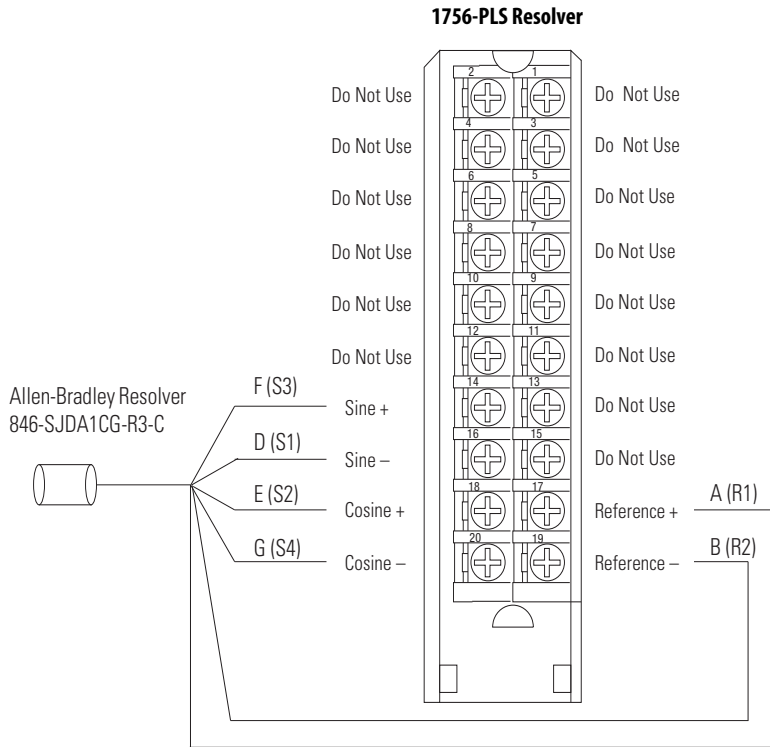 1756-PLS Resolver
2 1
Do Not Use Do Not Use
4 3
Do Not Use Do Not Use
6 5
Do Not Use Do Not Use
8 7
Do Not Use Do Not Use
10 9
Do Not Use Do Not Use
12 11
Do Not Use Do Not Use
Allen-Bradley Resolver
846-SJDA1CG-R3-C
14 13
F (S3) Sine + Do Not Use
16 15
D (S1) Sine – Do Not Use
18 17
E (S2) Cosine + Reference + A (R1)
20 19
G (S4) Cosine – Reference – B (R2)